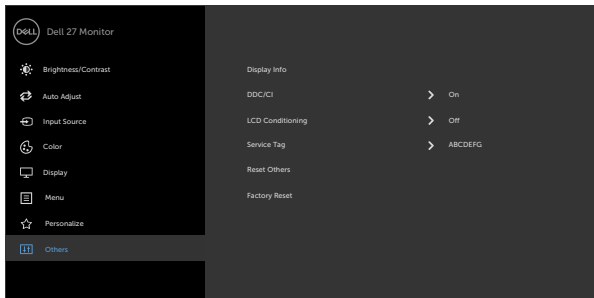 DELL
Dell 27 Monitor
Brightness/Contrast
Auto Adjust
Input Source
Color
Display
Menu
Personalize
Others
Display Info
DDC/CI On
LCD Conditioning Off
Service Tag ABCDEFG
Reset Others
Factory Reset